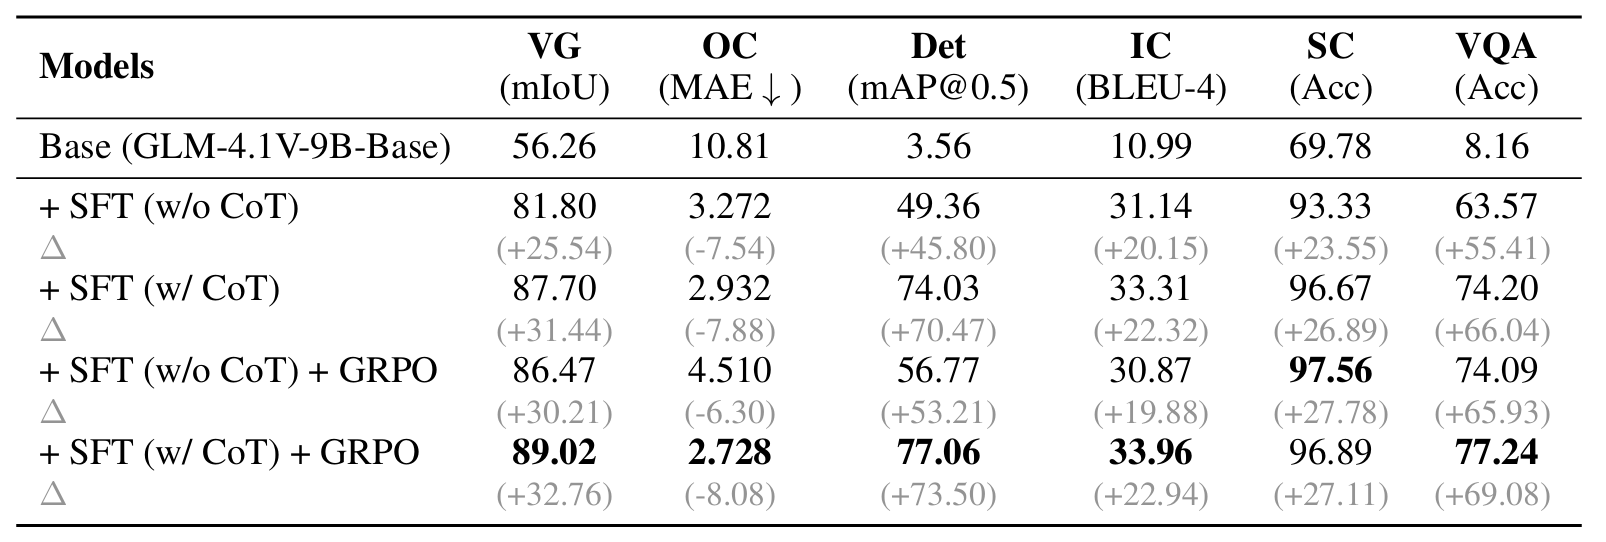 Models VG OC Det IC SC VQA
(mIoU) (MAE ↓ ) (mAP@0.5) (BLEU-4) (Acc) (Acc)
Base (GLM-4.1V-9B-Base) 56.26 10.81 3.56 10.99 69.78 8.16
+ SFT (w/o CoT) 81.80 3.272 49.36 31.14 93.33 63.57
Δ (+25.54) (-7.54) (+45.80) (+20.15) (+23.55) (+55.41)
+ SFT (w/ CoT) 87.70 2.932 74.03 33.31 96.67 74.20
Δ (+31.44) (-7.88) (+70.47) (+22.32) (+26.89) (+66.04)
+ SFT (w/o CoT) + GRPO 86.47 4.510 56.77 30.87 97.56 74.09
Δ (+30.21) (-6.30) (+53.21) (+19.88) (+27.78) (+65.93)
+ SFT (w/ CoT) + GRPO 89.02 2.728 77.06 33.96 96.89 77.24
Δ (+32.76) (-8.08) (+73.50) (+22.94) (+27.11) (+69.08)